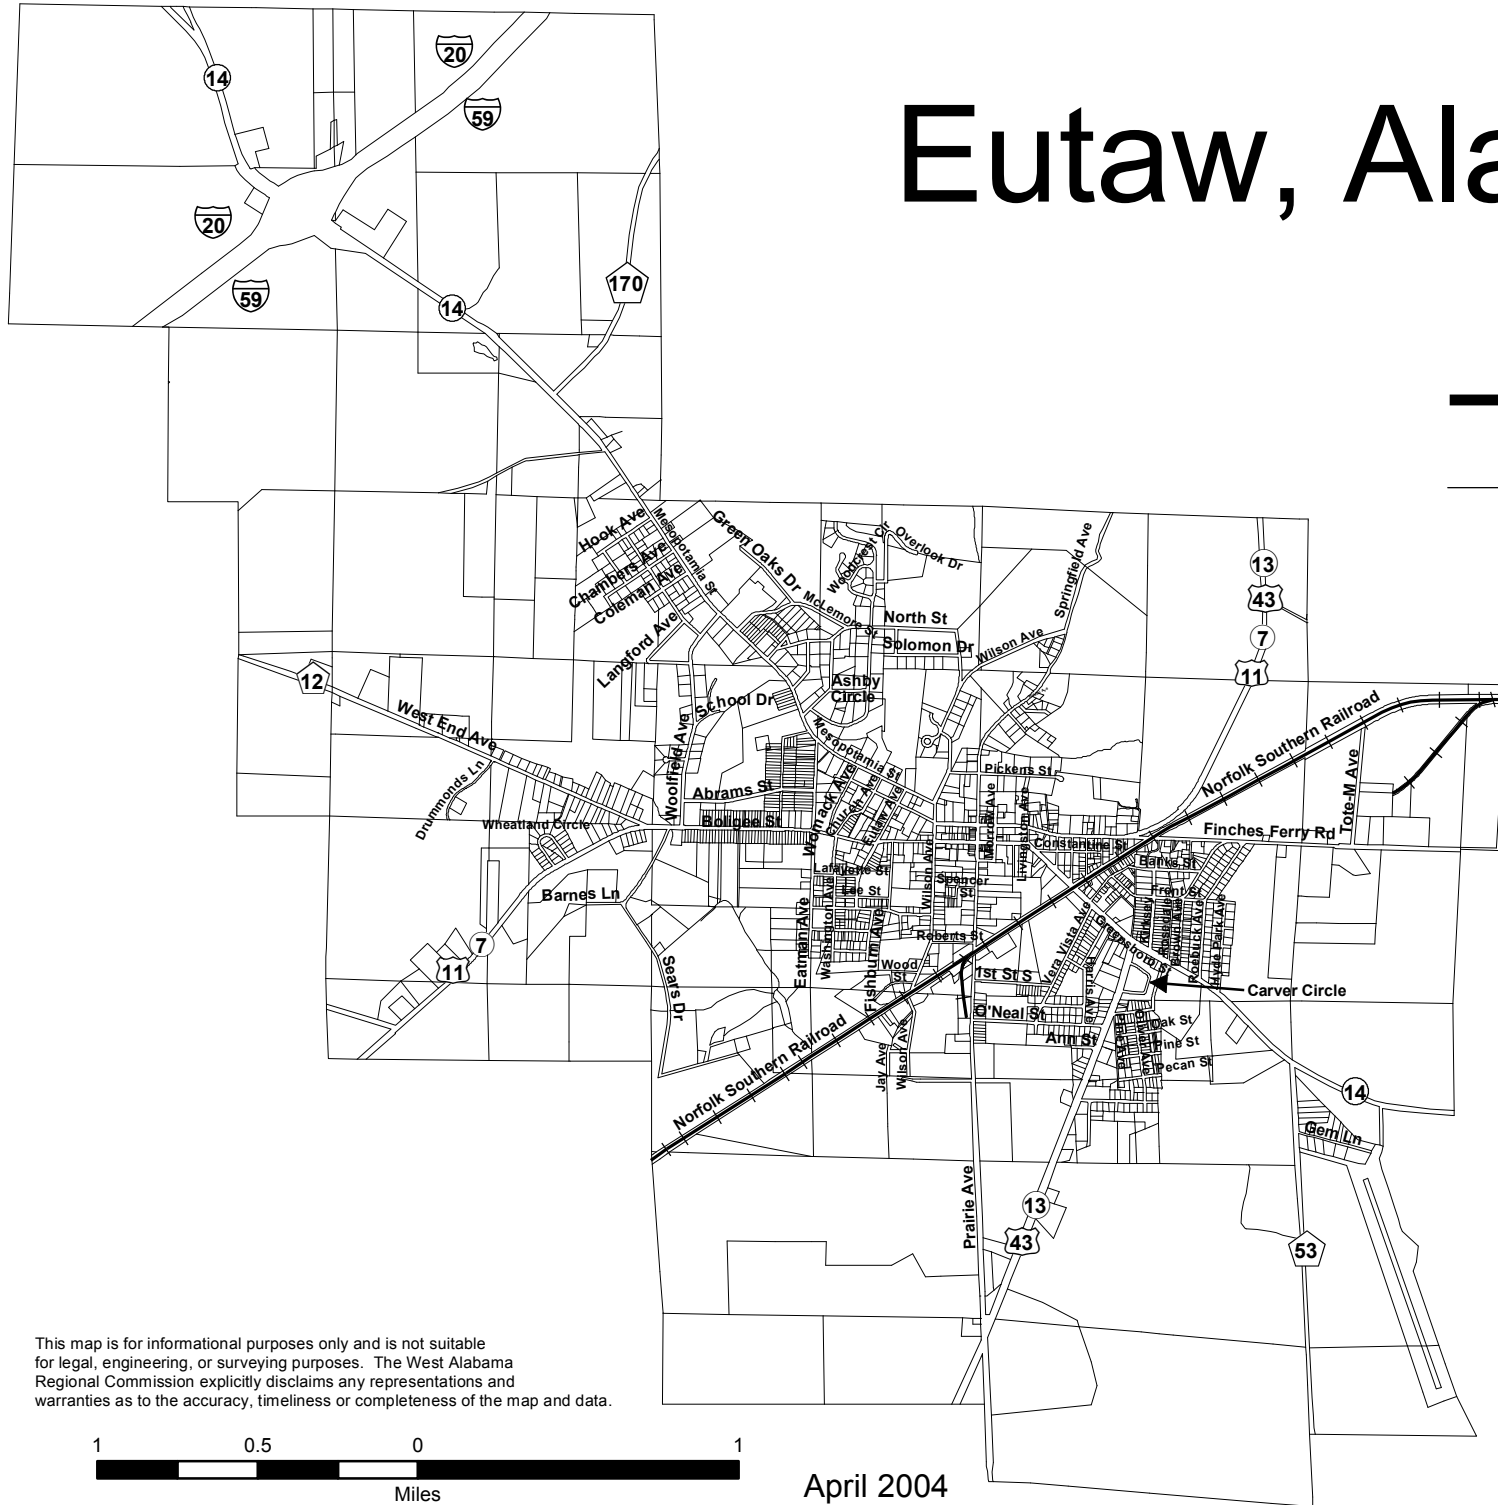 Eutaw, Ala
20
14
59
20
170
59
14
Hook Ave
Mesopotamia St
Green Oaks Dr
Woodcrest Cir
Overlook Dr
Springfield Ave
13
Chambers Ave
43
Coleman Ave
McLemore St
North St
7
Langford Ave
Solomon Dr
Wilson Ave
11
12
Ashby
Circle
School Dr
West End Ave
Woolfield Ave
Mesopotamia St
Norfolk Southern Railroad
Drummonds Ln
Pickens St
Tote-M Ave
Abrams St
Womack Ave
Church Ave
Eutaw Ave
Morrow Ave
Livingston Ave
Wheatland Circle
Boligee St
Finches Ferry Rd
Constantine St
Banks St
Lafayette St
Wilson Ave
Spencer
St
Lee St
Front St
Barnes Ln
Eatman Ave
Washington Ave
Fishburn Ave
Roberts St
Vera Vista Ave
Greensboro St
Kirksey
Rosedale
Brown Ave
Roebuck Ave
Hyde Park Ave
7
11
Sears Dr
Wood
St
1st St S
Harris Ave
Carver Circle
O'Neal St
Oak St
Ann St
Pine St
Pecan St
Jay Ave
Wilson Ave
Norfolk Southern Railroad
14
Gem Ln
Prairie Ave
13
43
53
This map is for informational purposes only and is not suitable
for legal, engineering, or surveying purposes.  The West Alabama
Regional Commission explicitly disclaims any representations and
warranties as to the accuracy, timeliness or completeness of the map and data.
1 0.5 0 1
Miles
April 2004